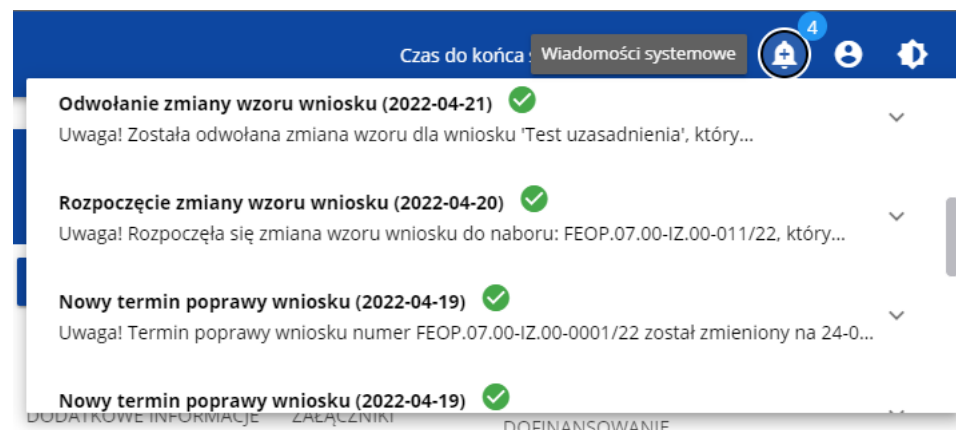 4
Czas do końca
Wiadomości systemowe
Odwołanie zmiany wzoru wniosku (2022-04-21)
Uwaga! Została odwołana zmiana wzoru dla wniosku 'Test uzasadnienia', który...
Rozpoczęcie zmiany wzoru wniosku (2022-04-20)
Uwaga! Rozpoczęła się zmiana wzoru wniosku do naboru: FEOP.07.00-IZ.00-011/22, który...
Nowy termin poprawy wniosku (2022-04-19)
Uwaga! Termin poprawy wniosku numer FEOP.07.00-IZ.00-0001/22 został zmieniony na 24-0...
Nowy termin poprawy wniosku (2022-04-19)
DODATKOWE INFORMACJE ZAŁĄCZNIKI DOFINANSOWANIE